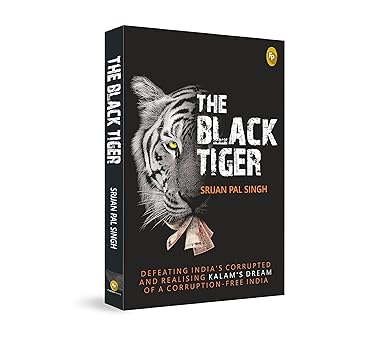 THE BLACK TIGER
SRIJAN PAL SINGH
FP
THE
BLACK
TIGER
SRIJAN PAL SINGH
DEFEATING INDIA'S CORRUPTED
AND REALISING KALAM'S DREAM
OF A CORRUPTION-FREE INDIA